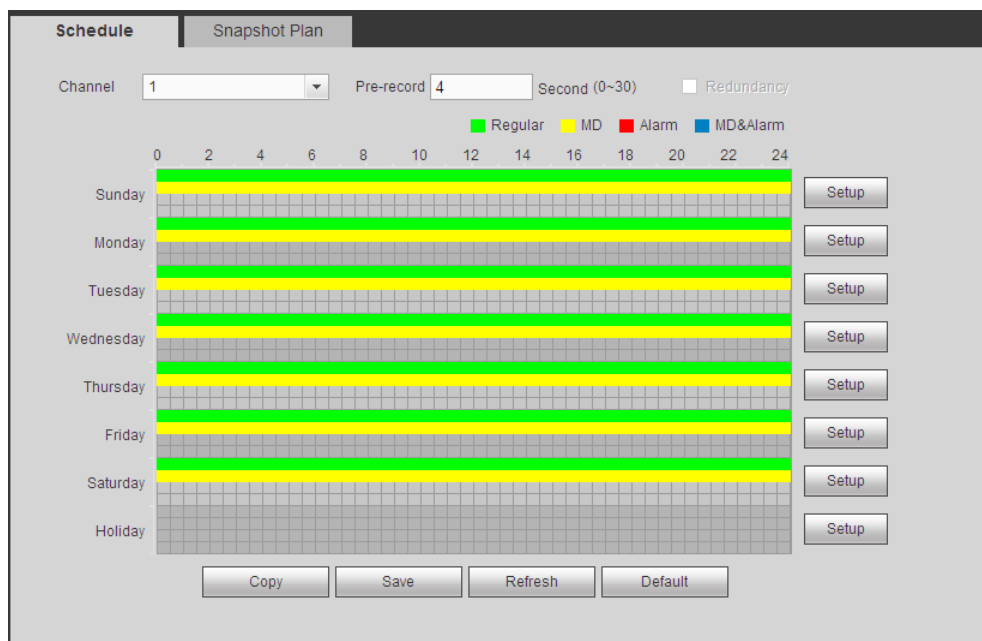 Schedule Snapshot Plan
Channel 1 Pre-record 4 Second (0~30) Redundancy
Regular MD Alarm MD&Alarm
0 2 4 6 8 10 12 14 16 18 20 22 24
Sunday Setup
Monday Setup
Tuesday Setup
Wednesday Setup
Thursday Setup
Friday Setup
Saturday Setup
Holiday Setup
Copy Save Refresh Default